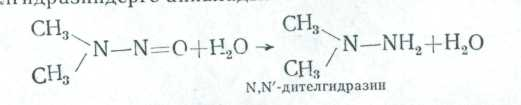 CH₃ CH₃
N—N=O+H₂O → N—NH₂+H₂O
CH₃ CH₃
N,N′-дителгидразин